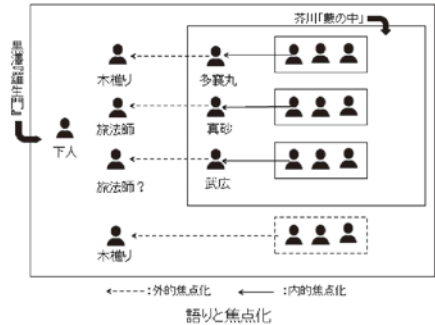 芥川「藪の中」
黒澤『羅生門』
木樵り
多襄丸
旅法師
真砂
下人
旅法師？
武広
木樵り
:外的焦点化
:内的焦点化
語りと焦点化